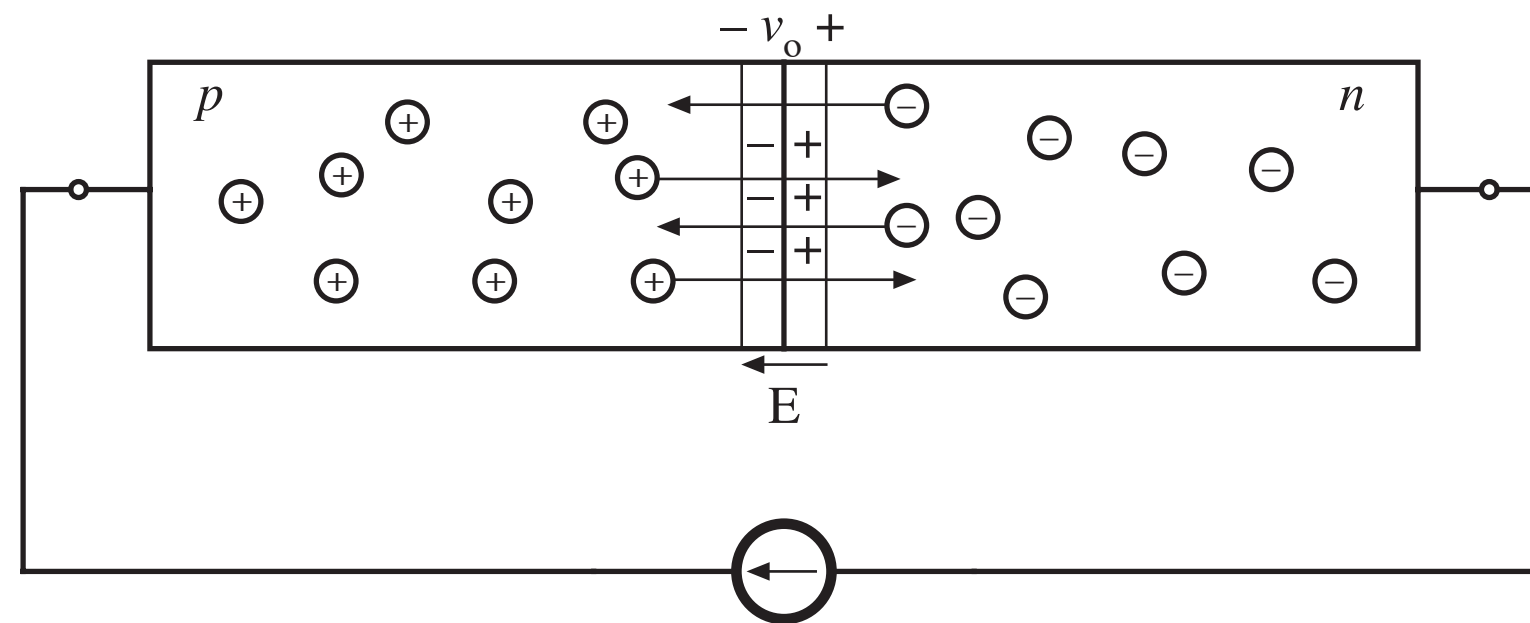 − v₀ +
p
n
+ + − − − −
− +
+ + + −
+ + − + − −
− +
+ + + − − −
E